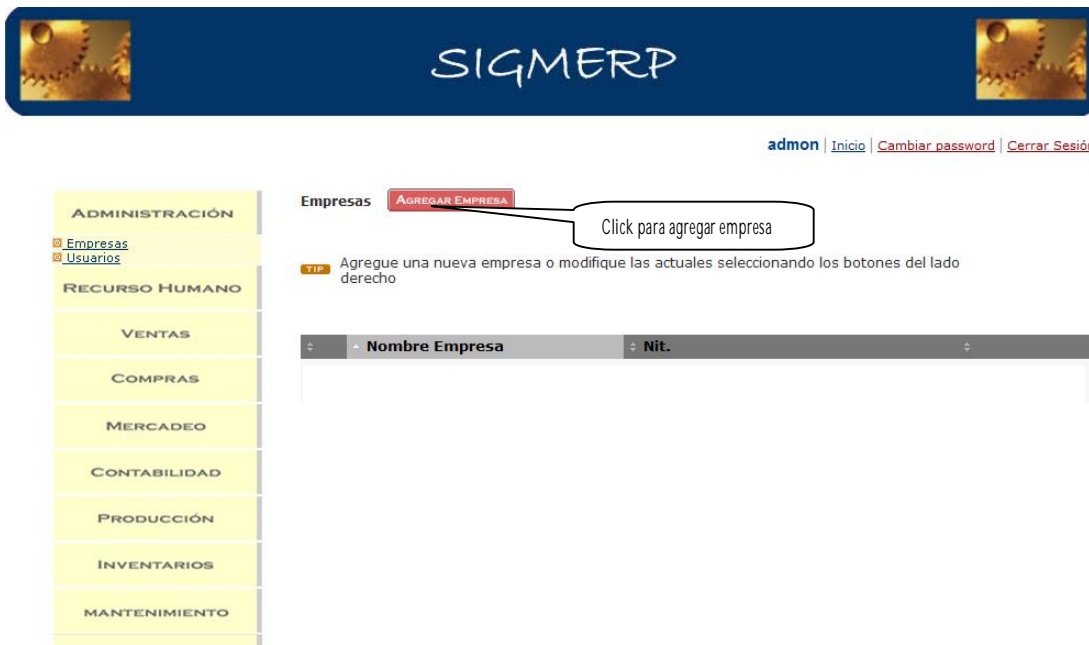 SIGMERP
admon | Inicio | Cambiar password | Cerrar Sesión
ADMINISTRACIÓN
Empresas
Usuarios
RECURSO HUMANO
VENTAS
COMPRAS
MERCADEO
CONTABILIDAD
PRODUCCIÓN
INVENTARIOS
MANTENIMIENTO
Empresas AGREGAR EMPRESA
Click para agregar empresa
TIP Agregue una nueva empresa o modifique las actuales seleccionando los botones del lado
derecho
Nombre Empresa Nit.